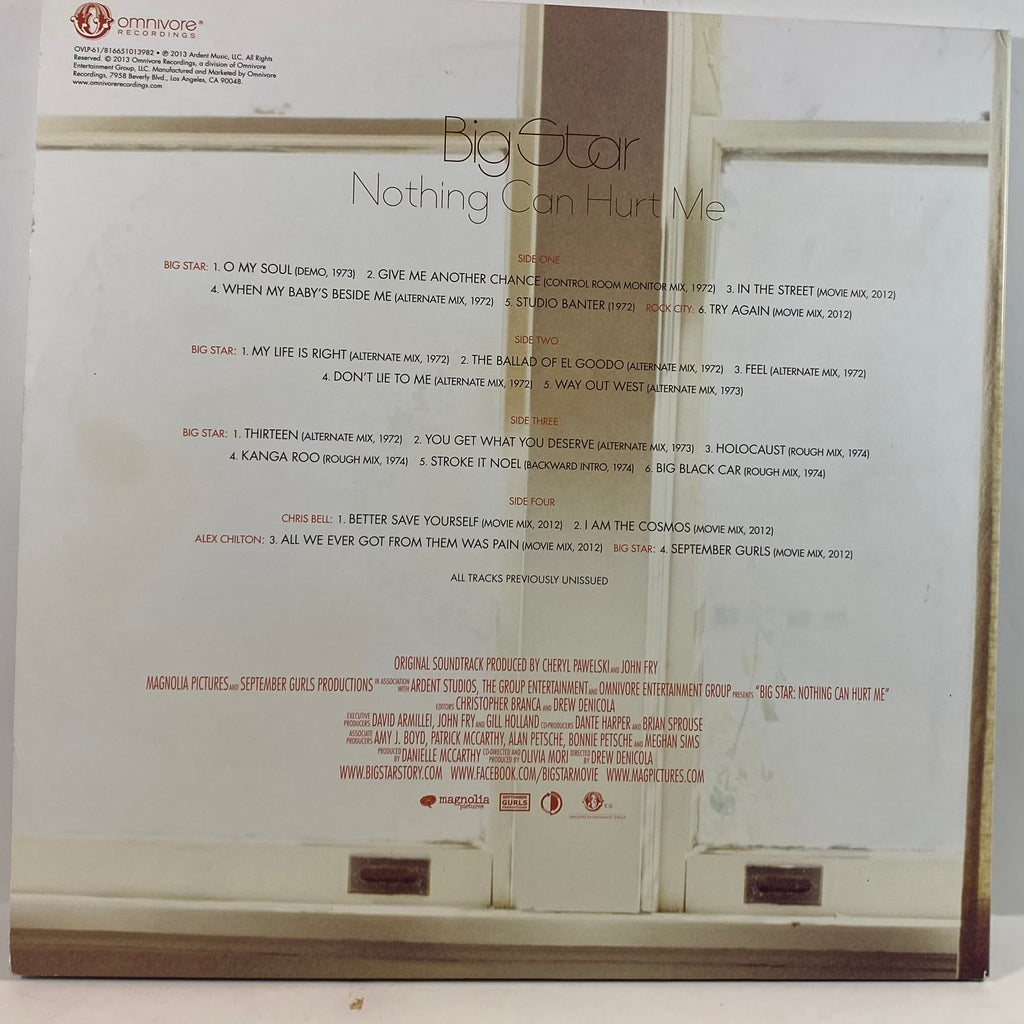 omnivore®
RECORDINGS
OVLP-61/816651013982 • ℗ 2013 Ardent Music, LLC. All Rights
Reserved. © 2013 Omnivore Recordings, a division of Omnivore
Entertainment Group, LLC. Manufactured and Marketed by Omnivore
Recordings, 7958 Beverly Blvd., Los Angeles, CA 90048.
www.omnivorerecordings.com
Big Star
Nothing Can Hurt Me
SIDE ONE
BIG STAR: 1. O MY SOUL (DEMO, 1973) 2. GIVE ME ANOTHER CHANCE (CONTROL ROOM MONITOR MIX, 1972) 3. IN THE STREET (MOVIE MIX, 2012)
4. WHEN MY BABY'S BESIDE ME (ALTERNATE MIX, 1972) 5. STUDIO BANTER (1972) ROCK CITY: 6. TRY AGAIN (MOVIE MIX, 2012)
SIDE TWO
BIG STAR: 1. MY LIFE IS RIGHT (ALTERNATE MIX, 1972) 2. THE BALLAD OF EL GOODO (ALTERNATE MIX, 1972) 3. FEEL (ALTERNATE MIX, 1972)
4. DON'T LIE TO ME (ALTERNATE MIX, 1972) 5. WAY OUT WEST (ALTERNATE MIX, 1973)
SIDE THREE
BIG STAR: 1. THIRTEEN (ALTERNATE MIX, 1972) 2. YOU GET WHAT YOU DESERVE (ALTERNATE MIX, 1973) 3. HOLOCAUST (ROUGH MIX, 1974)
4. KANGA ROO (ROUGH MIX, 1974) 5. STROKE IT NOEL (BACKWARD INTRO, 1974) 6. BIG BLACK CAR (ROUGH MIX, 1974)
SIDE FOUR
CHRIS BELL: 1. BETTER SAVE YOURSELF (MOVIE MIX, 2012) 2. I AM THE COSMOS (MOVIE MIX, 2012)
ALEX CHILTON: 3. ALL WE EVER GOT FROM THEM WAS PAIN (MOVIE MIX, 2012) BIG STAR: 4. SEPTEMBER GURLS (MOVIE MIX, 2012)
ALL TRACKS PREVIOUSLY UNISSUED
ORIGINAL SOUNDTRACK PRODUCED BY CHERYL PAWELSKI AND JOHN FRY
MAGNOLIA PICTURES AND SEPTEMBER GURLS PRODUCTIONS IN ASSOCIATION WITH ARDENT STUDIOS, THE GROUP ENTERTAINMENT AND OMNIVORE ENTERTAINMENT GROUP PRESENTS "BIG STAR: NOTHING CAN HURT ME"
EDITORS CHRISTOPHER BRANCA AND DREW DENICOLA
EXECUTIVE PRODUCERS DAVID ARMILLEI, JOHN FRY AND GILL HOLLAND CO-PRODUCERS DANTE HARPER AND BRIAN SPROUSE
ASSOCIATE PRODUCERS AMY J. BOYD, PATRICK MCCARTHY, ALAN PETSCHE, BONNIE PETSCHE AND MEGHAN SIMS
PRODUCED BY DANIELLE MCCARTHY CO-DIRECTED AND PRODUCED BY OLIVIA MORI DIRECTED BY DREW DENICOLA
WWW.BIGSTARSTORY.COM WWW.FACEBOOK.COM/BIGSTARMOVIE WWW.MAGPICTURES.COM
magnolia pictures SEPTEMBER GURLS PRODUCTIONS EG
OMNIVORE ENTERTAINMENT GROUP